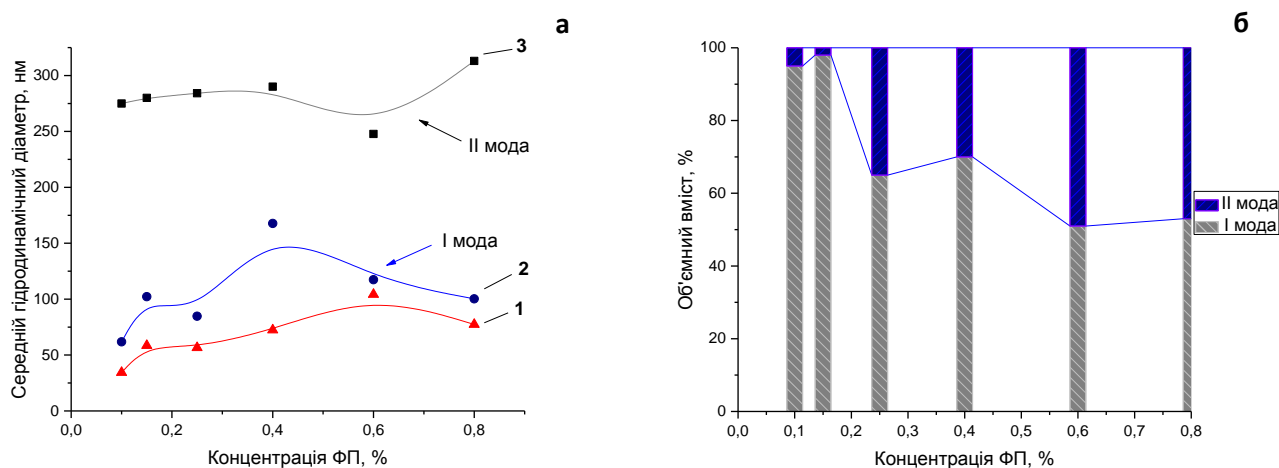 а
3
Середній гідродинамічний діаметр, нм
300
250
200
150
100
50
0
II мода
I мода
2
1
0,0 0,2 0,4 0,6 0,8
Концентрація ФП, %
б
Об'ємний вміст, %
100
80
60
40
20
0
II мода
I мода
0,0 0,1 0,2 0,3 0,4 0,5 0,6 0,7 0,8
Концентрація ФП, %